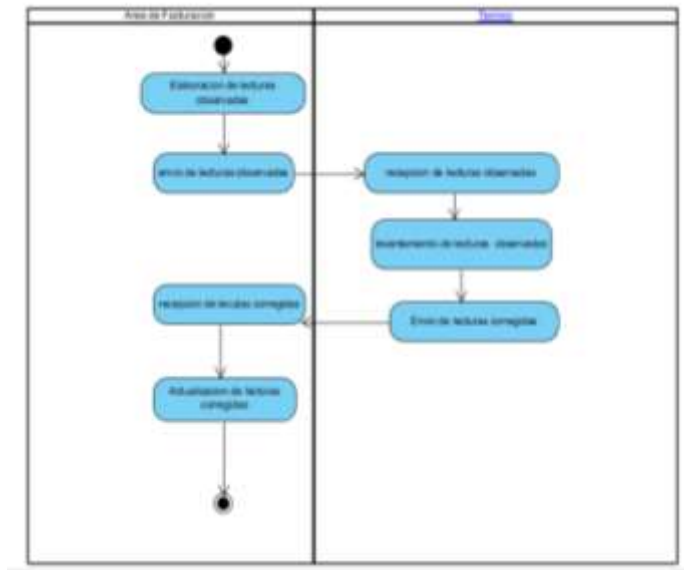 Area de Facturacion
Tecnico
Elaboracion de lecturas
observadas
envio de lecturas observadas
recepcion de lecturas observadas
levantamiento de lecturas observadas
Envio de lecturas corregidas
recepcion de lecturas corregidas
Actualizacion de lecturas
corregidas